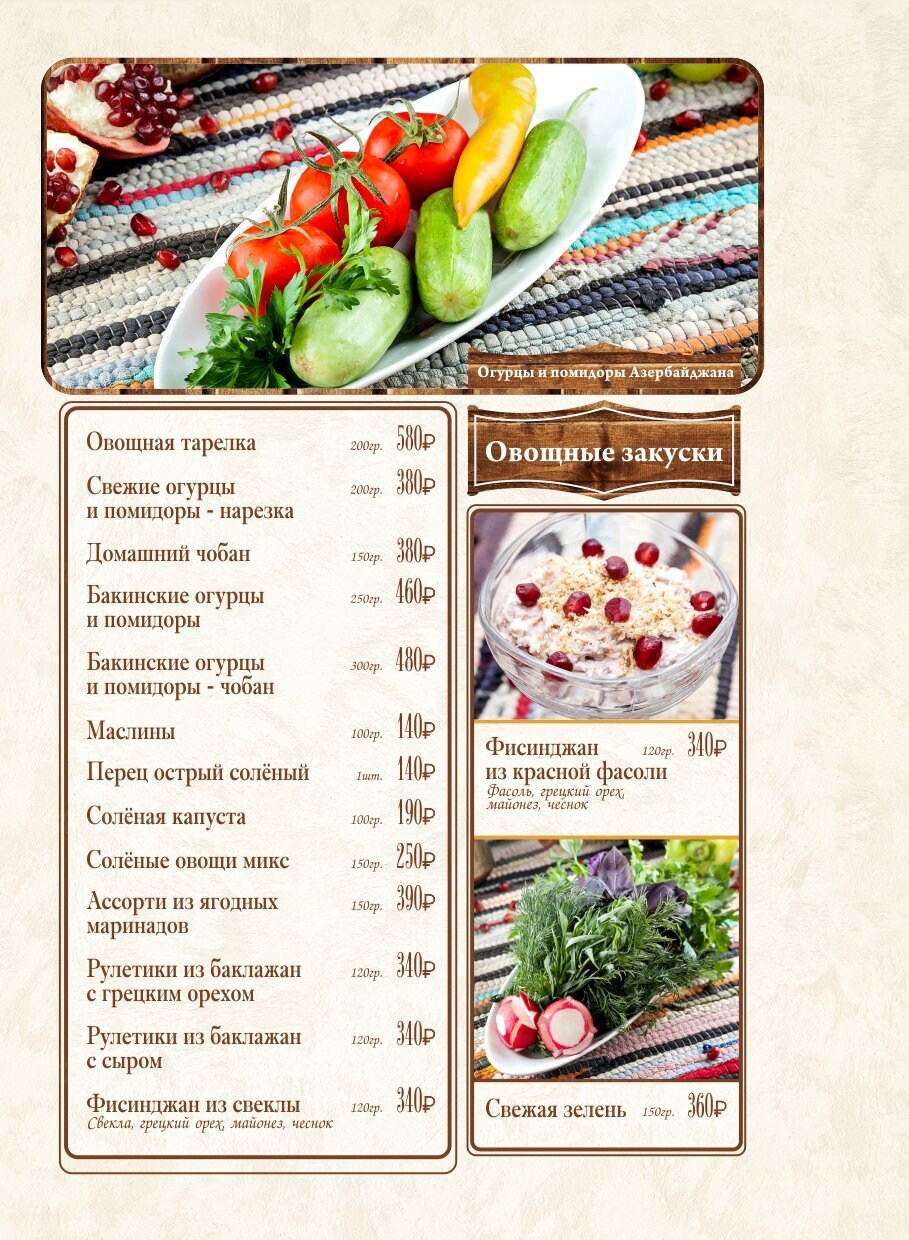 Огурцы и помидоры Азербайджана
Овощные закуски
Овощная тарелка 200гр. 580₽
Свежие огурцы 200гр. 380₽
и помидоры - нарезка
Домашний чобан 150гр. 380₽
Бакинские огурцы 250гр. 460₽
и помидоры
Бакинские огурцы 300гр. 480₽
и помидоры - чобан
Маслины 100гр. 140₽
Перец острый солёный 1шт. 140₽
Солёная капуста 100гр. 190₽
Солёные овощи микс 150гр. 250₽
Ассорти из ягодных 150гр. 390₽
маринадов
Рулетики из баклажан 120гр. 340₽
с грецким орехом
Рулетики из баклажан 120гр. 340₽
с сыром
Фисинджан из свеклы 120гр. 340₽
Свекла, грецкий орех, майонез, чеснок
Фисинджан 120гр. 340₽
из красной фасоли
Фасоль, грецкий орех,
майонез, чеснок
Свежая зелень 150гр. 360₽